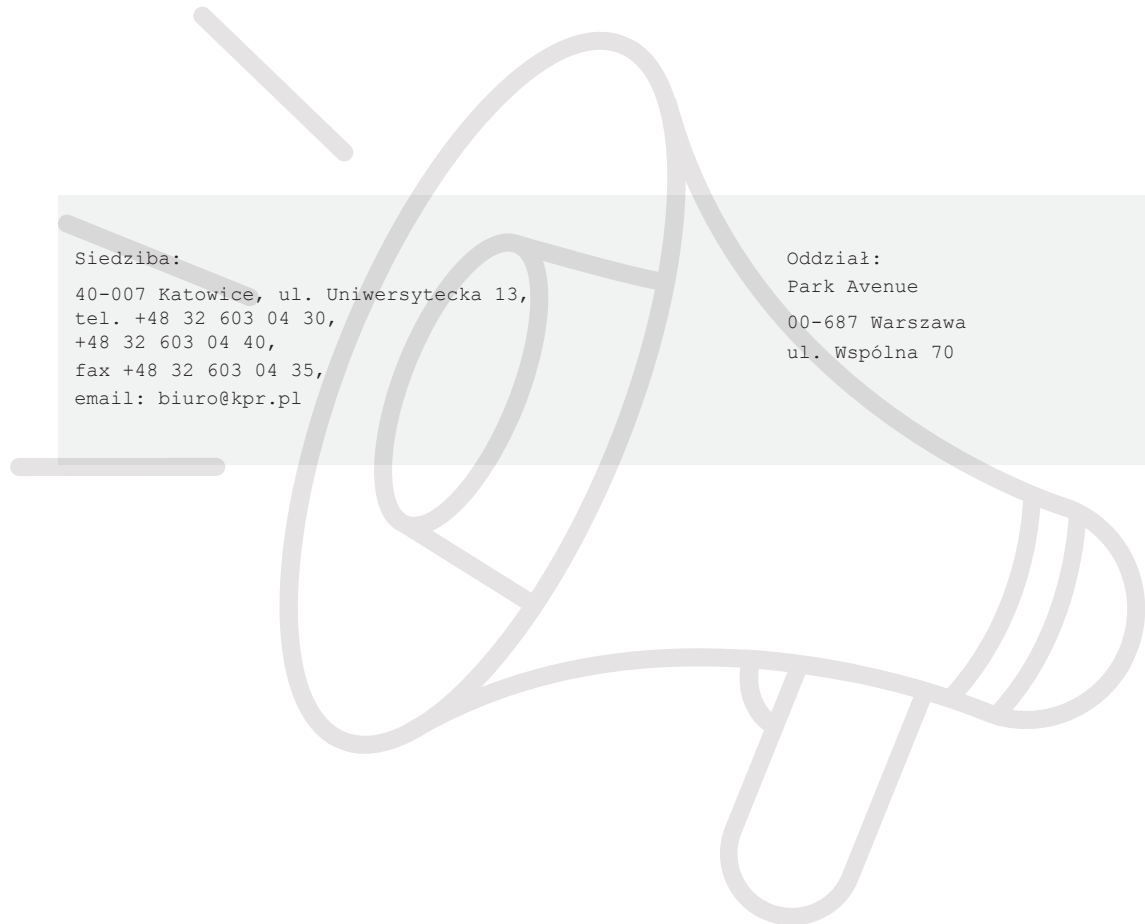 Siedziba:
40-007 Katowice, ul. Uniwersytecka 13,
tel. +48 32 603 04 30,
+48 32 603 04 40,
fax +48 32 603 04 35,
email: biuro@kpr.pl
Oddział:
Park Avenue
00-687 Warszawa
ul. Wspólna 70